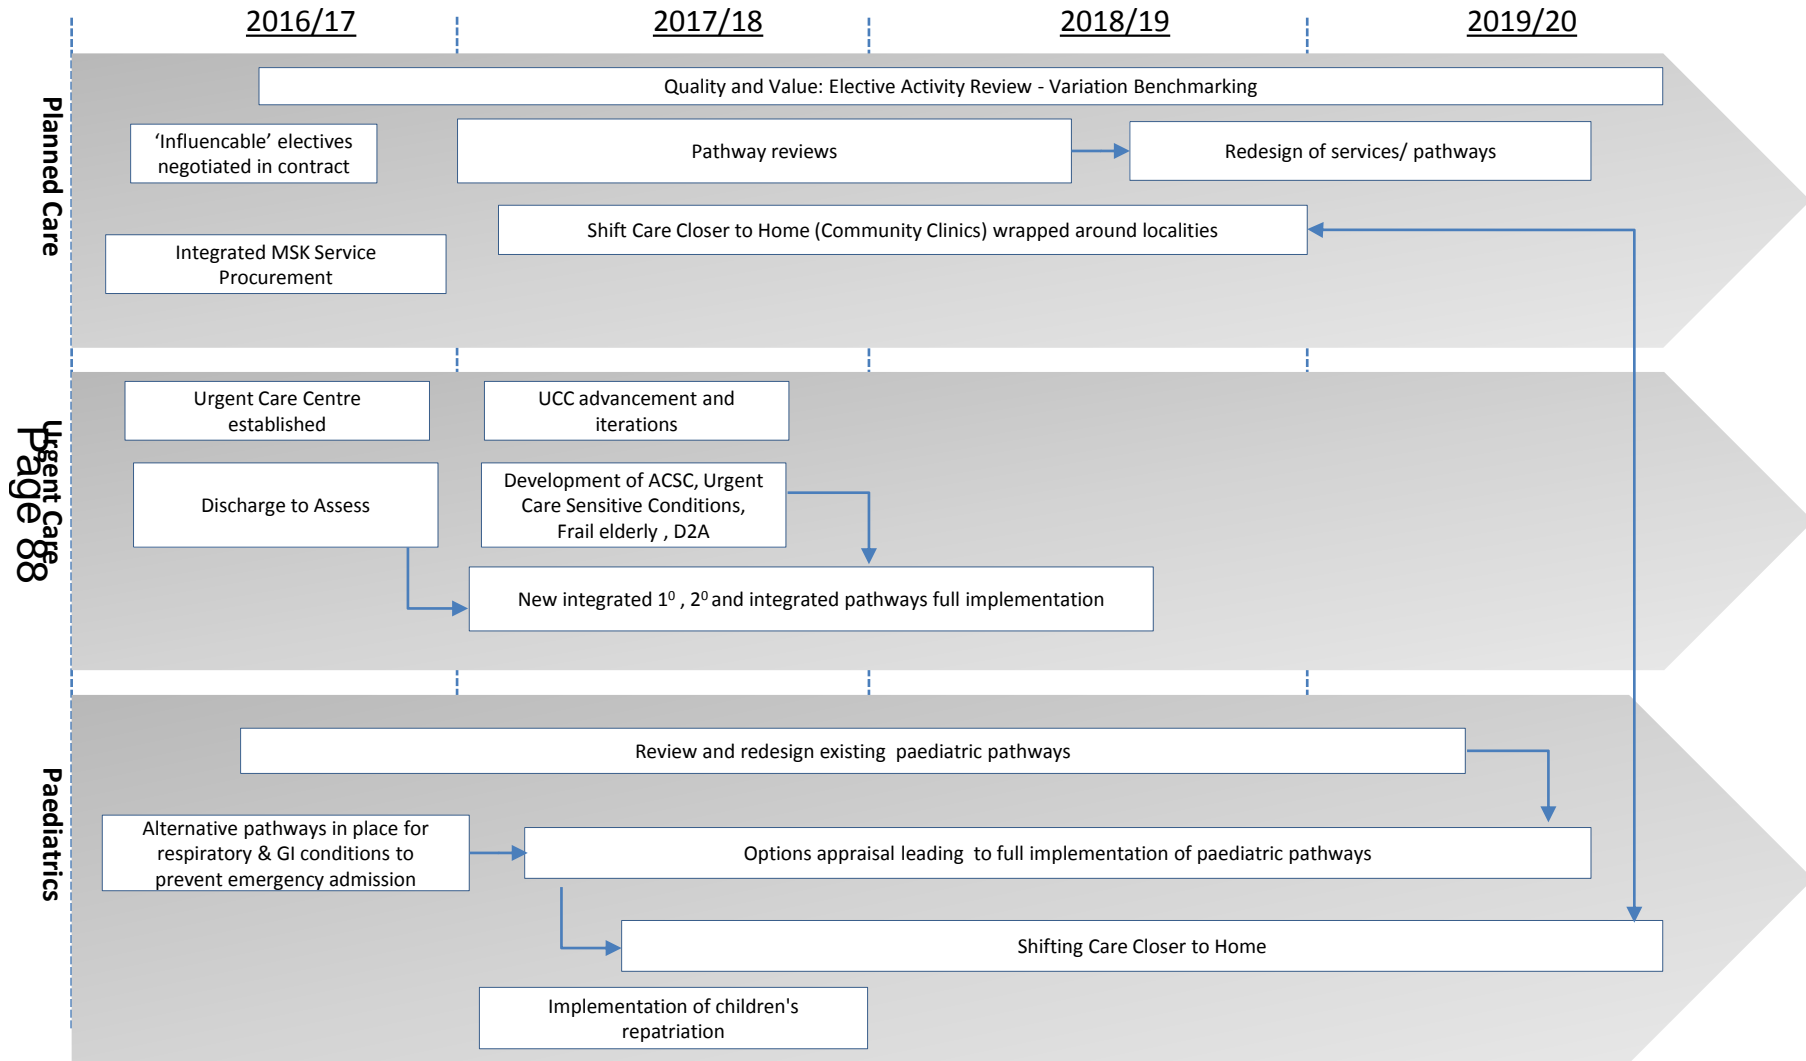 2016/17
2017/18
2018/19
2019/20
Planned Care
Quality and Value: Elective Activity Review - Variation Benchmarking
‘Influencable’ electives
negotiated in contract
Pathway reviews
Redesign of services/ pathways
Shift Care Closer to Home (Community Clinics) wrapped around localities
Integrated MSK Service
Procurement
Urgent Care
Page 88
Urgent Care Centre
established
UCC advancement and
iterations
Discharge to Assess
Development of ACSC, Urgent
Care Sensitive Conditions,
Frail elderly , D2A
New integrated 1⁰ , 2⁰ and integrated pathways full implementation
Paediatrics
Review and redesign existing paediatric pathways
Alternative pathways in place for
respiratory & GI conditions to
prevent emergency admission
Options appraisal leading to full implementation of paediatric pathways
Shifting Care Closer to Home
Implementation of children's
repatriation